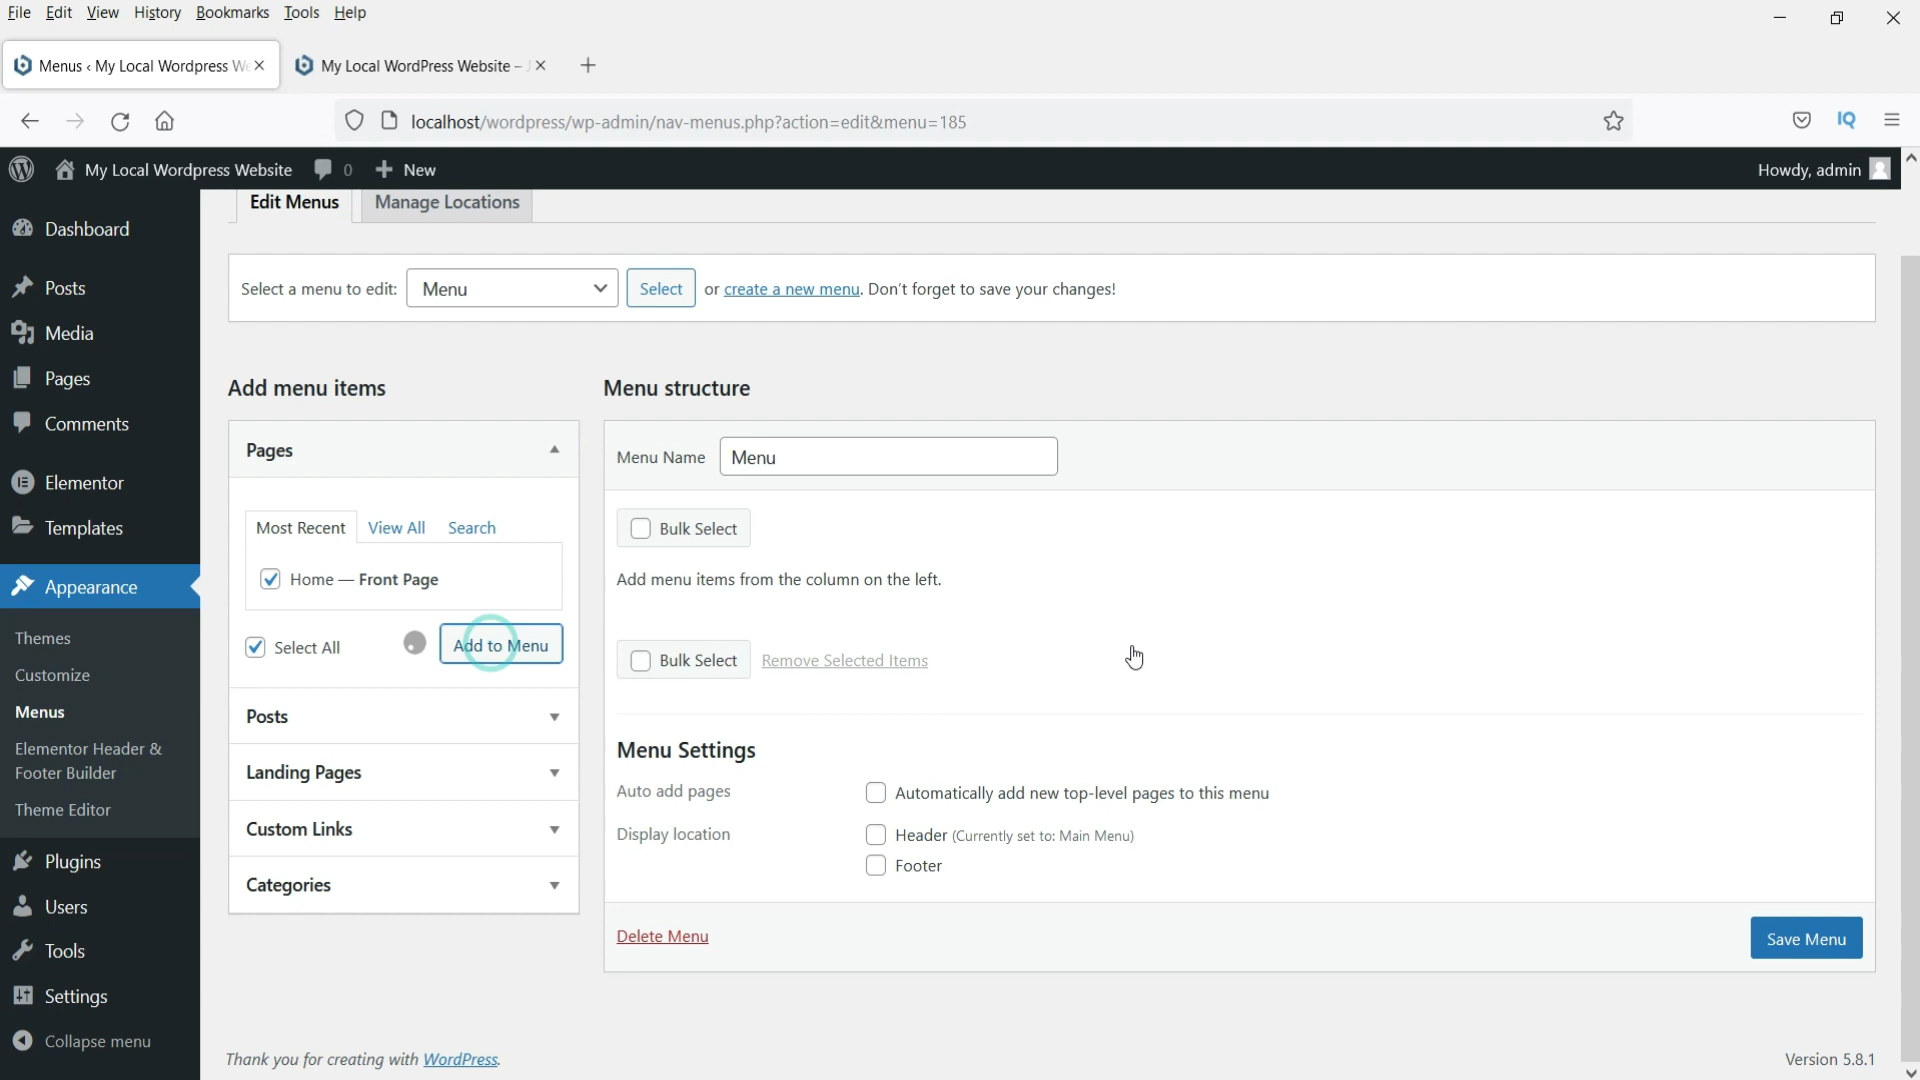 File Edit View History Bookmarks Tools Help
Menus ‹ My Local Wordpress We
My Local WordPress Website –
localhost/wordpress/wp-admin/nav-menus.php?action=edit&menu=185
IQ
My Local Wordpress Website 0 New
Howdy, admin
Dashboard
Posts
Media
Pages
Comments
Elementor
Templates
Appearance
Themes
Customize
Menus
Elementor Header &
Footer Builder
Theme Editor
Plugins
Users
Tools
Settings
Collapse menu
Edit Menus Manage Locations
Select a menu to edit: Menu Select or create a new menu. Don't forget to save your changes!
Add menu items
Pages
Most Recent View All Search
Home — Front Page
Select All Add to Menu
Posts
Landing Pages
Custom Links
Categories
Menu structure
Menu Name Menu
Bulk Select
Add menu items from the column on the left.
Bulk Select Remove Selected Items
Menu Settings
Auto add pages Automatically add new top-level pages to this menu
Display location Header (Currently set to: Main Menu)
Footer
Delete Menu Save Menu
Thank you for creating with WordPress.
Version 5.8.1